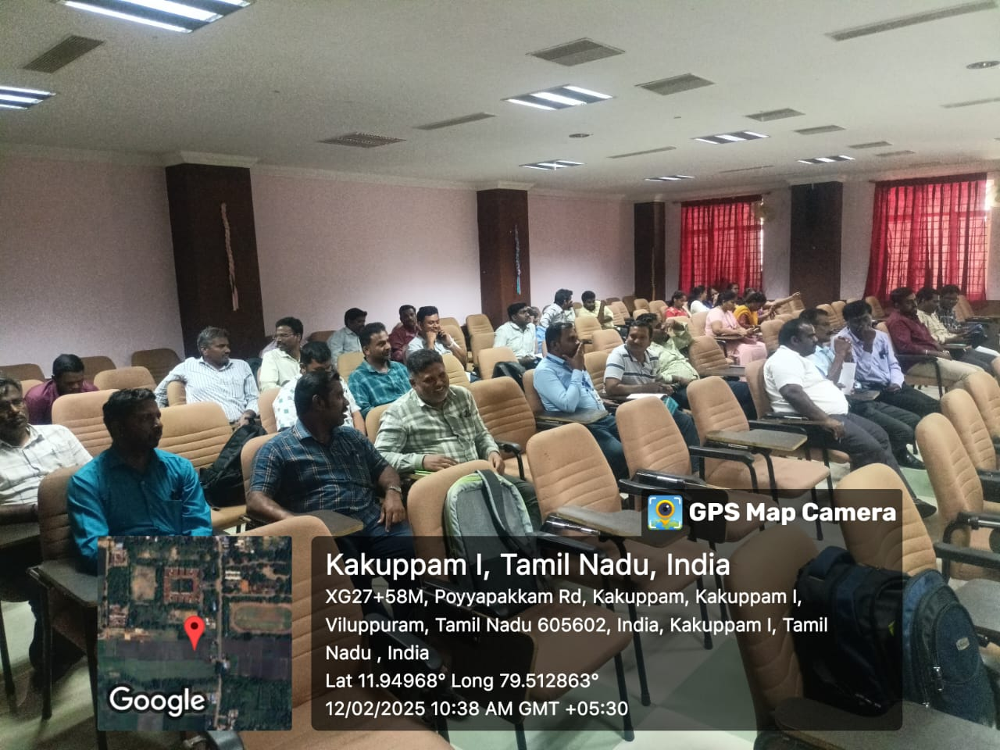 GPS Map Camera
Kakuppam I, Tamil Nadu, India
XG27+58M, Poyyapakkam Rd, Kakuppam, Kakuppam I,
Viluppuram, Tamil Nadu 605602, India, Kakuppam I, Tamil
Nadu , India
Lat 11.94968° Long 79.512863°
12/02/2025 10:38 AM GMT +05:30
Google